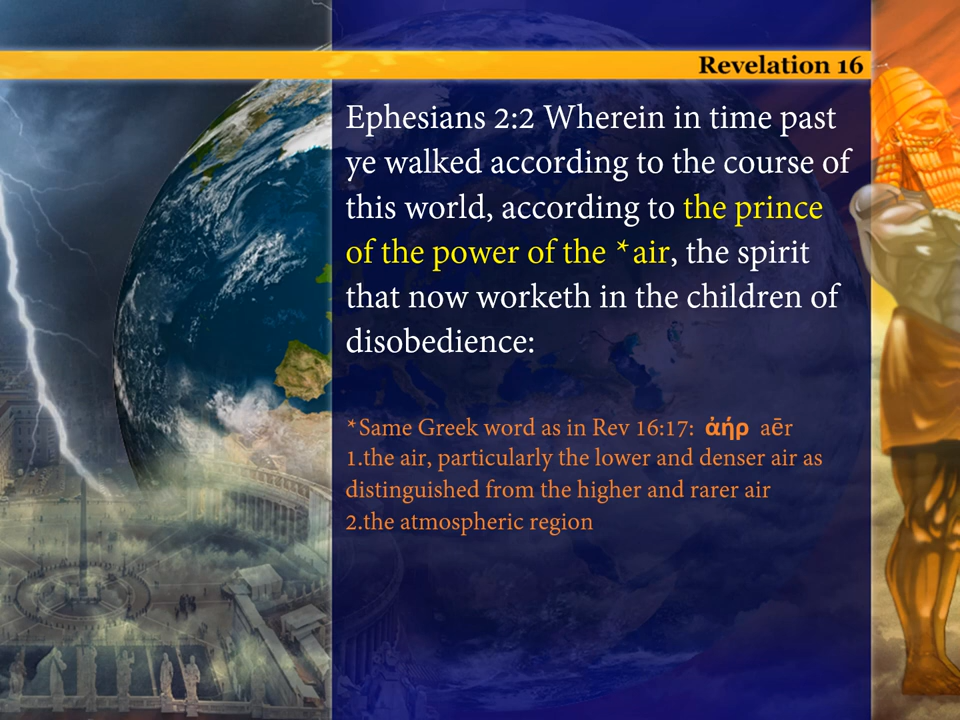 Revelation 16
Ephesians 2:2 Wherein in time past
ye walked according to the course of
this world, according to the prince
of the power of the *air, the spirit
that now worketh in the children of
disobedience:
*Same Greek word as in Rev 16:17: ἀήρ aēr
1.the air, particularly the lower and denser air as
distinguished from the higher and rarer air
2.the atmospheric region